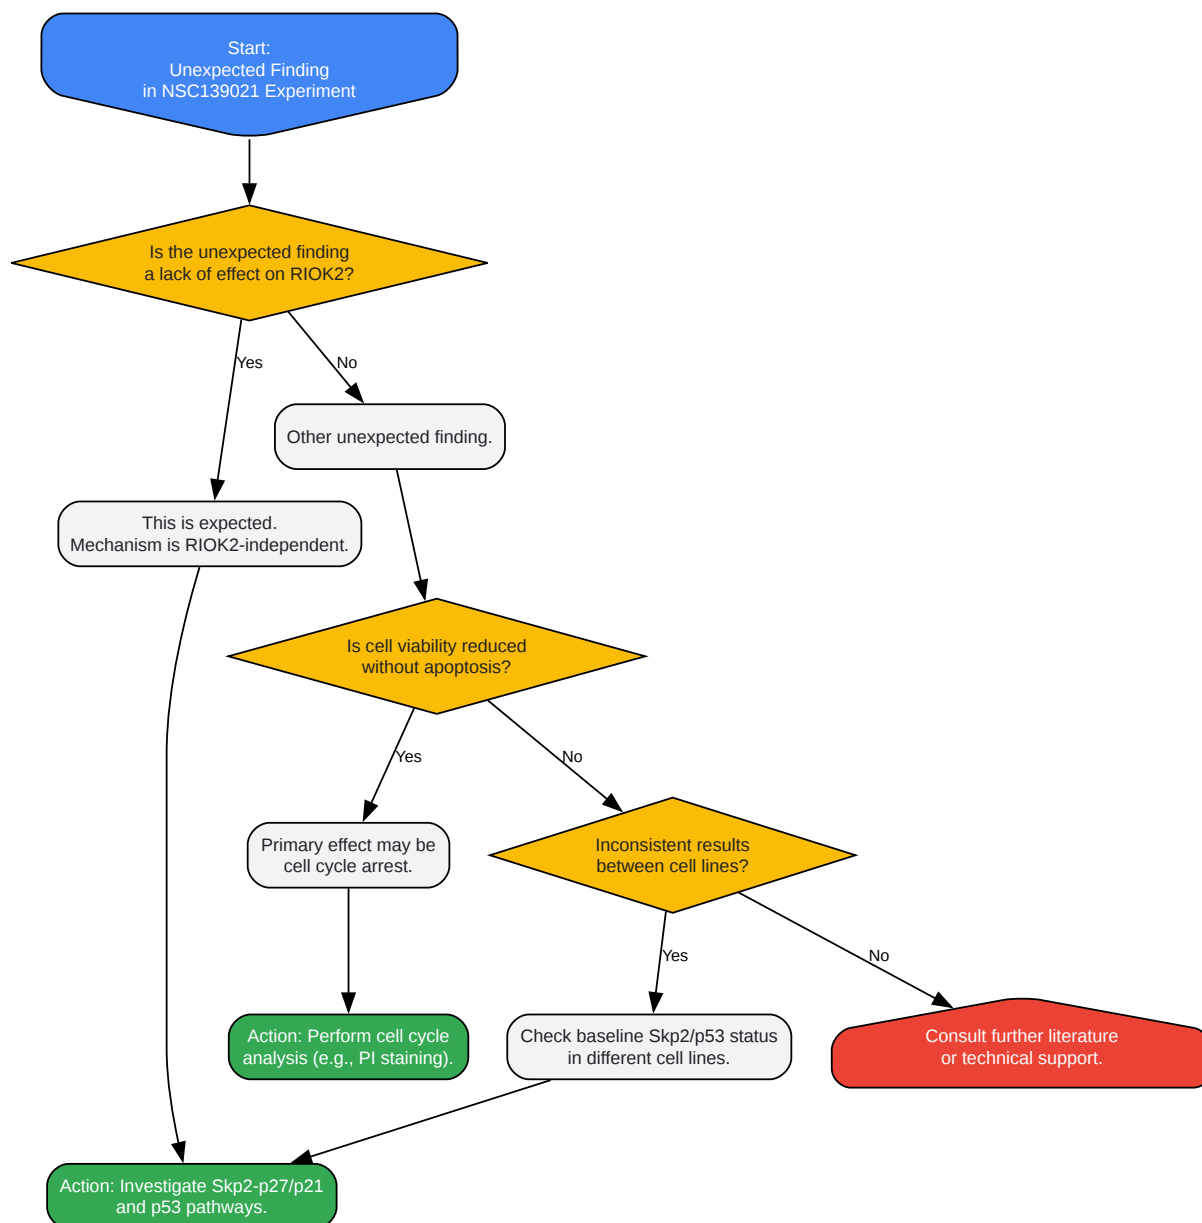 Start:
Unexpected Finding
in NSC139021 Experiment
Is the unexpected finding
a lack of effect on RIOK2?
Yes
No
Other unexpected finding.
This is expected.
Mechanism is RIOK2-independent.
Is cell viability reduced
without apoptosis?
Yes
No
Primary effect may be
cell cycle arrest.
Inconsistent results
between cell lines?
Yes
No
Action: Perform cell cycle
analysis (e.g., PI staining).
Check baseline Skp2/p53 status
in different cell lines.
Consult further literature
or technical support.
Action: Investigate Skp2-p27/p21
and p53 pathways.